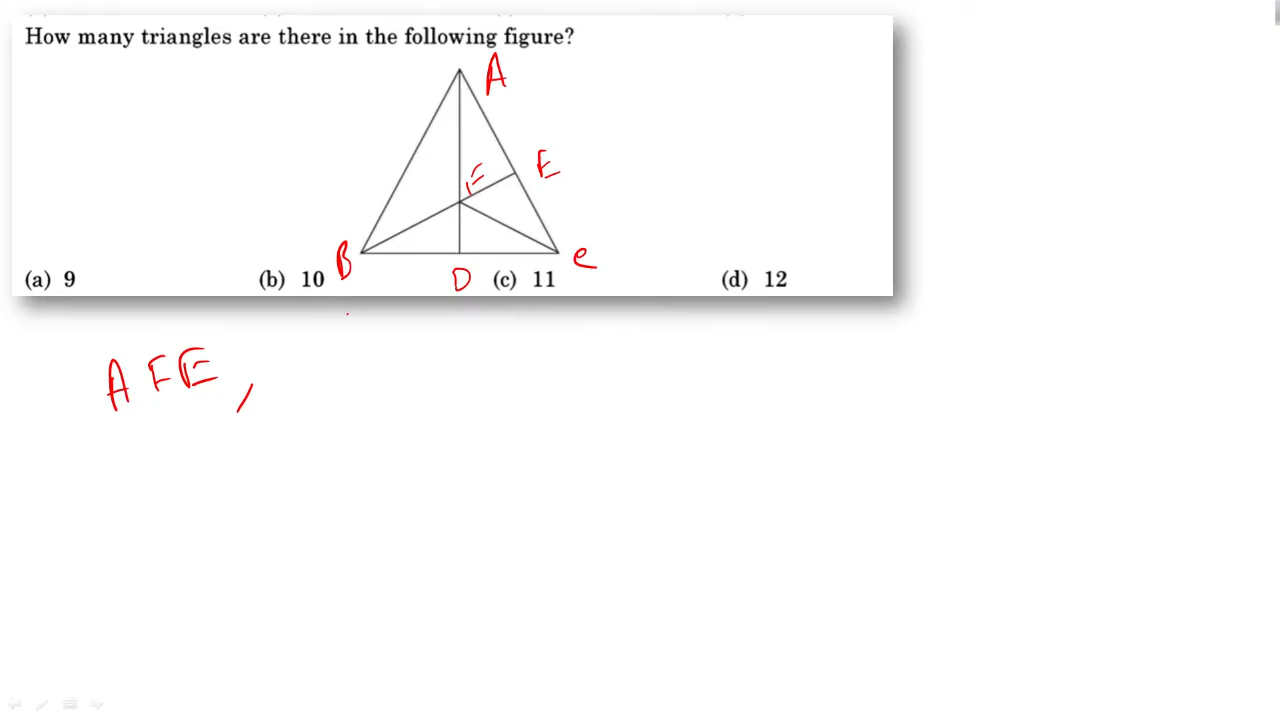 How many triangles are there in the following figure?
A
E
F
B
D
C
(a) 9 (b) 10 (c) 11 (d) 12
A F E ,